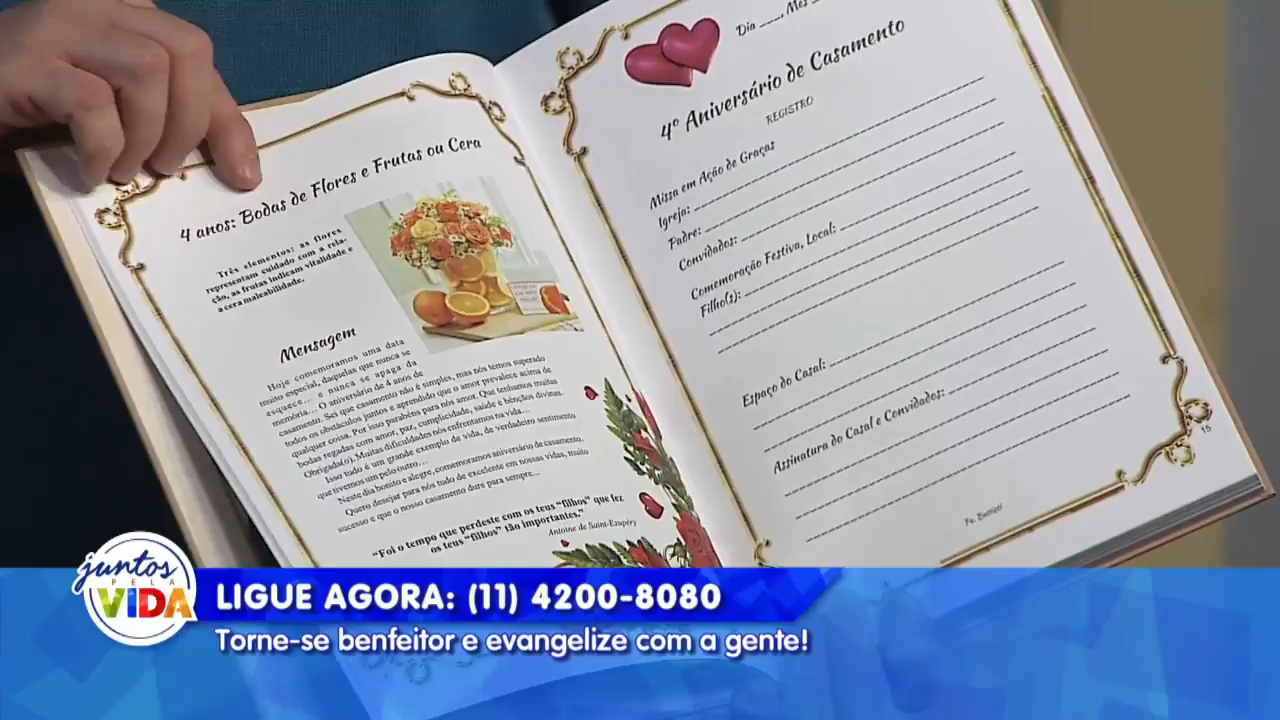 4 anos: Bodas de Flores e Frutas ou Cera
Três elementos: as flores
representam cuidado com a rela-
ção, as frutas indicam vitalidade e
a cera maleabilidade.
Mensagem
Hoje comemoramos uma data
muito especial, daquelas que nunca se
esquece... e nunca se apaga da
memória... O aniversário de 4 anos de
casamento. Sei que casamento não é simples, mas nós temos superado
todos os obstáculos juntos e aprendido que o amor prevalece acima de
qualquer coisa. Por isso parabéns para nós amor. Que tenhamos muitas
bodas regadas com amor, paz, cumplicidade, saúde e bênçãos divinas.
Obrigada(o). Muitas dificuldades nós enfrentamos na vida...
Isso tudo é um grande exemplo de vida, de verdadeiro sentimento
que tivemos um pelo outro...
Neste dia bonito e alegre, comemoramos aniversário de casamento.
Quero desejar para nós tudo de excelente em nossas vidas, muito
sucesso e que o nosso casamento dure para sempre...
"Foi o tempo que perdeste com os teus "filhos" que fez
os teus "filhos" tão importantes."
Antoine de Saint-Exupéry
Dia ____, Mês __
4º Aniversário de Casamento
REGISTRO
Missa em Ação de Graças
Igreja:
Padre:
Convidados:
Comemoração Festiva, Local:
Filho(s):
Espaço do Casal:
Assinatura do Casal e Convidados:
15
juntos
PELA
VIDA
LIGUE AGORA: (11) 4200-8080
Torne-se benfeitor e evangelize com a gente!